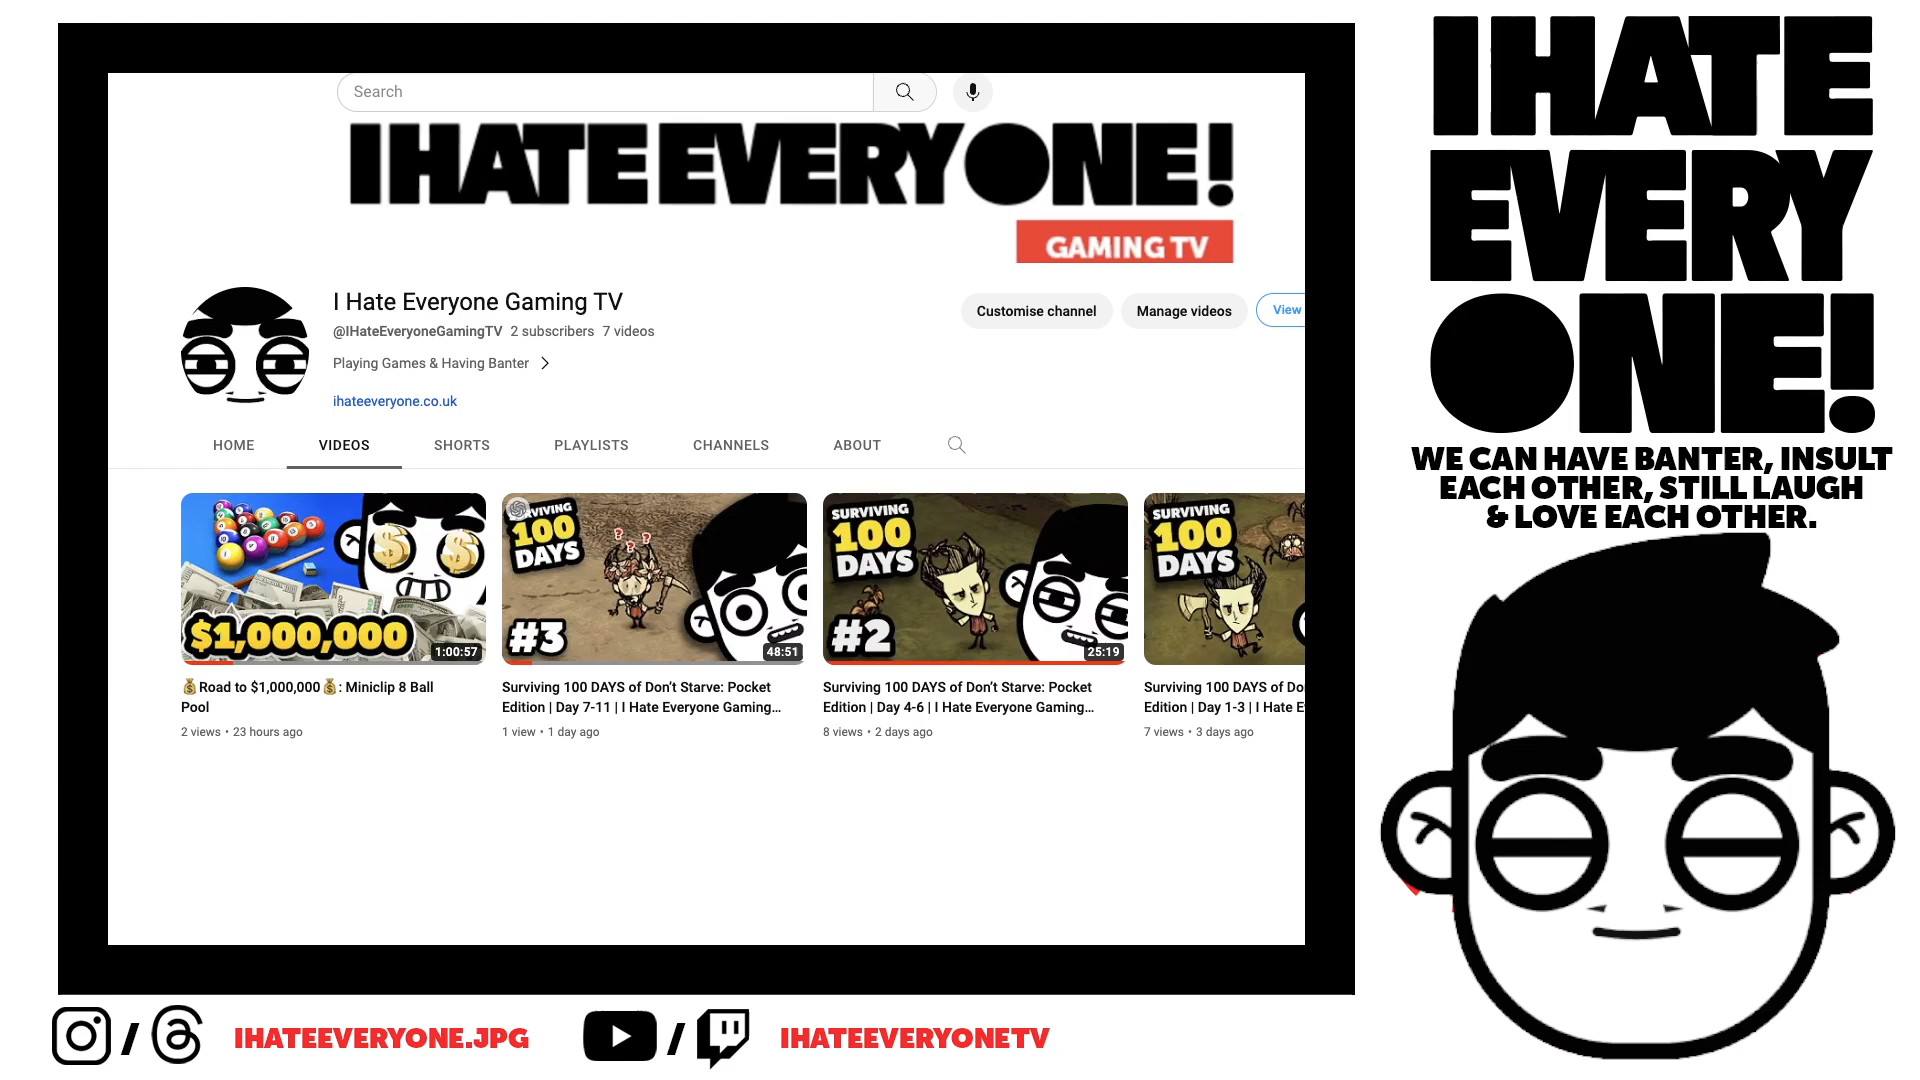 Search
I HATE EVERYONE!
GAMING TV
I Hate Everyone Gaming TV
@IHateEveryoneGamingTV 2 subscribers 7 videos
Playing Games & Having Banter
ihateeveryone.co.uk
Customise channel
Manage videos
View
HOME
VIDEOS
SHORTS
PLAYLISTS
CHANNELS
ABOUT
$1,000,000
1:00:57
💰Road to $1,000,000💰: Miniclip 8 Ball
Pool
2 views • 23 hours ago
100
DAYS
#3
48:51
Surviving 100 DAYS of Don’t Starve: Pocket
Edition | Day 7-11 | I Hate Everyone Gaming...
1 view • 1 day ago
SURVIVING
100
DAYS
#2
25:19
Surviving 100 DAYS of Don’t Starve: Pocket
Edition | Day 4-6 | I Hate Everyone Gaming...
8 views • 2 days ago
SURVIVING
100
DAYS
Surviving 100 DAYS of Do
Edition | Day 1-3 | I Hate E
7 views • 3 days ago
I HATE
EVERY
ONE!
WE CAN HAVE BANTER, INSULT
EACH OTHER, STILL LAUGH
& LOVE EACH OTHER.
/ IHATEEVERYONE.JPG
/ IHATEEVERYONETV